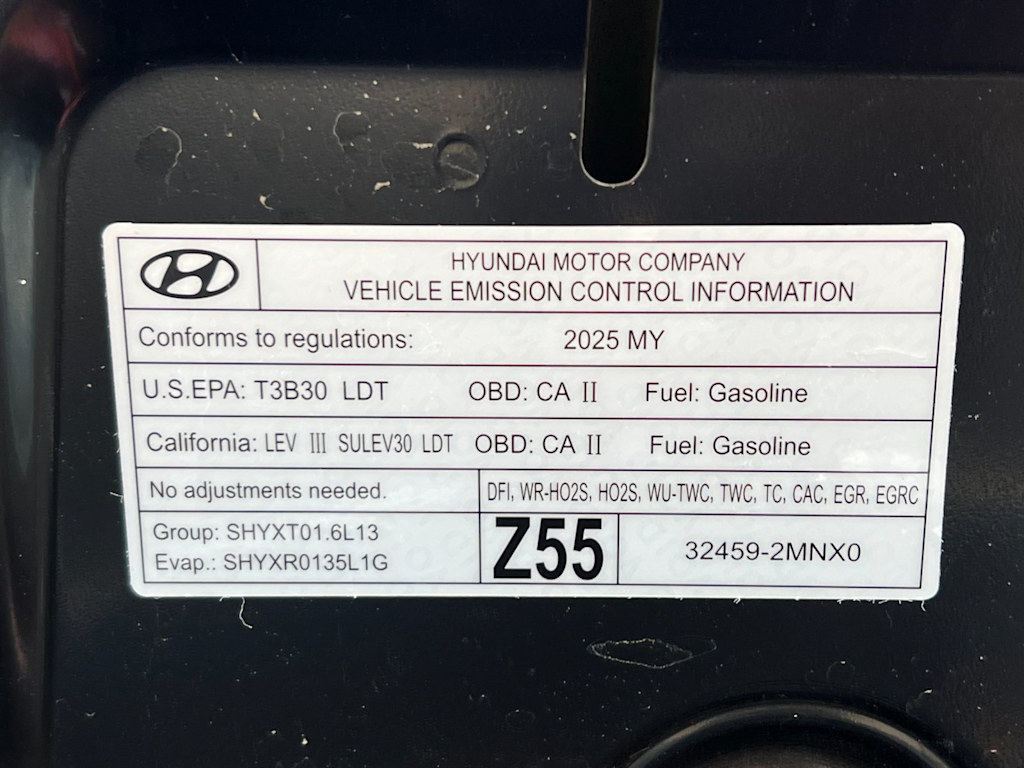 HYUNDAI MOTOR COMPANY
VEHICLE EMISSION CONTROL INFORMATION
Conforms to regulations: 2025 MY
U.S.EPA: T3B30 LDT OBD: CA II Fuel: Gasoline
California: LEV III SULEV30 LDT OBD: CA II Fuel: Gasoline
No adjustments needed. DFI, WR-HO2S, HO2S, WU-TWC, TWC, TC, CAC, EGR, EGRC
Group: SHYXT01.6L13
Evap.: SHYXR0135L1G
Z55
32459-2MNX0